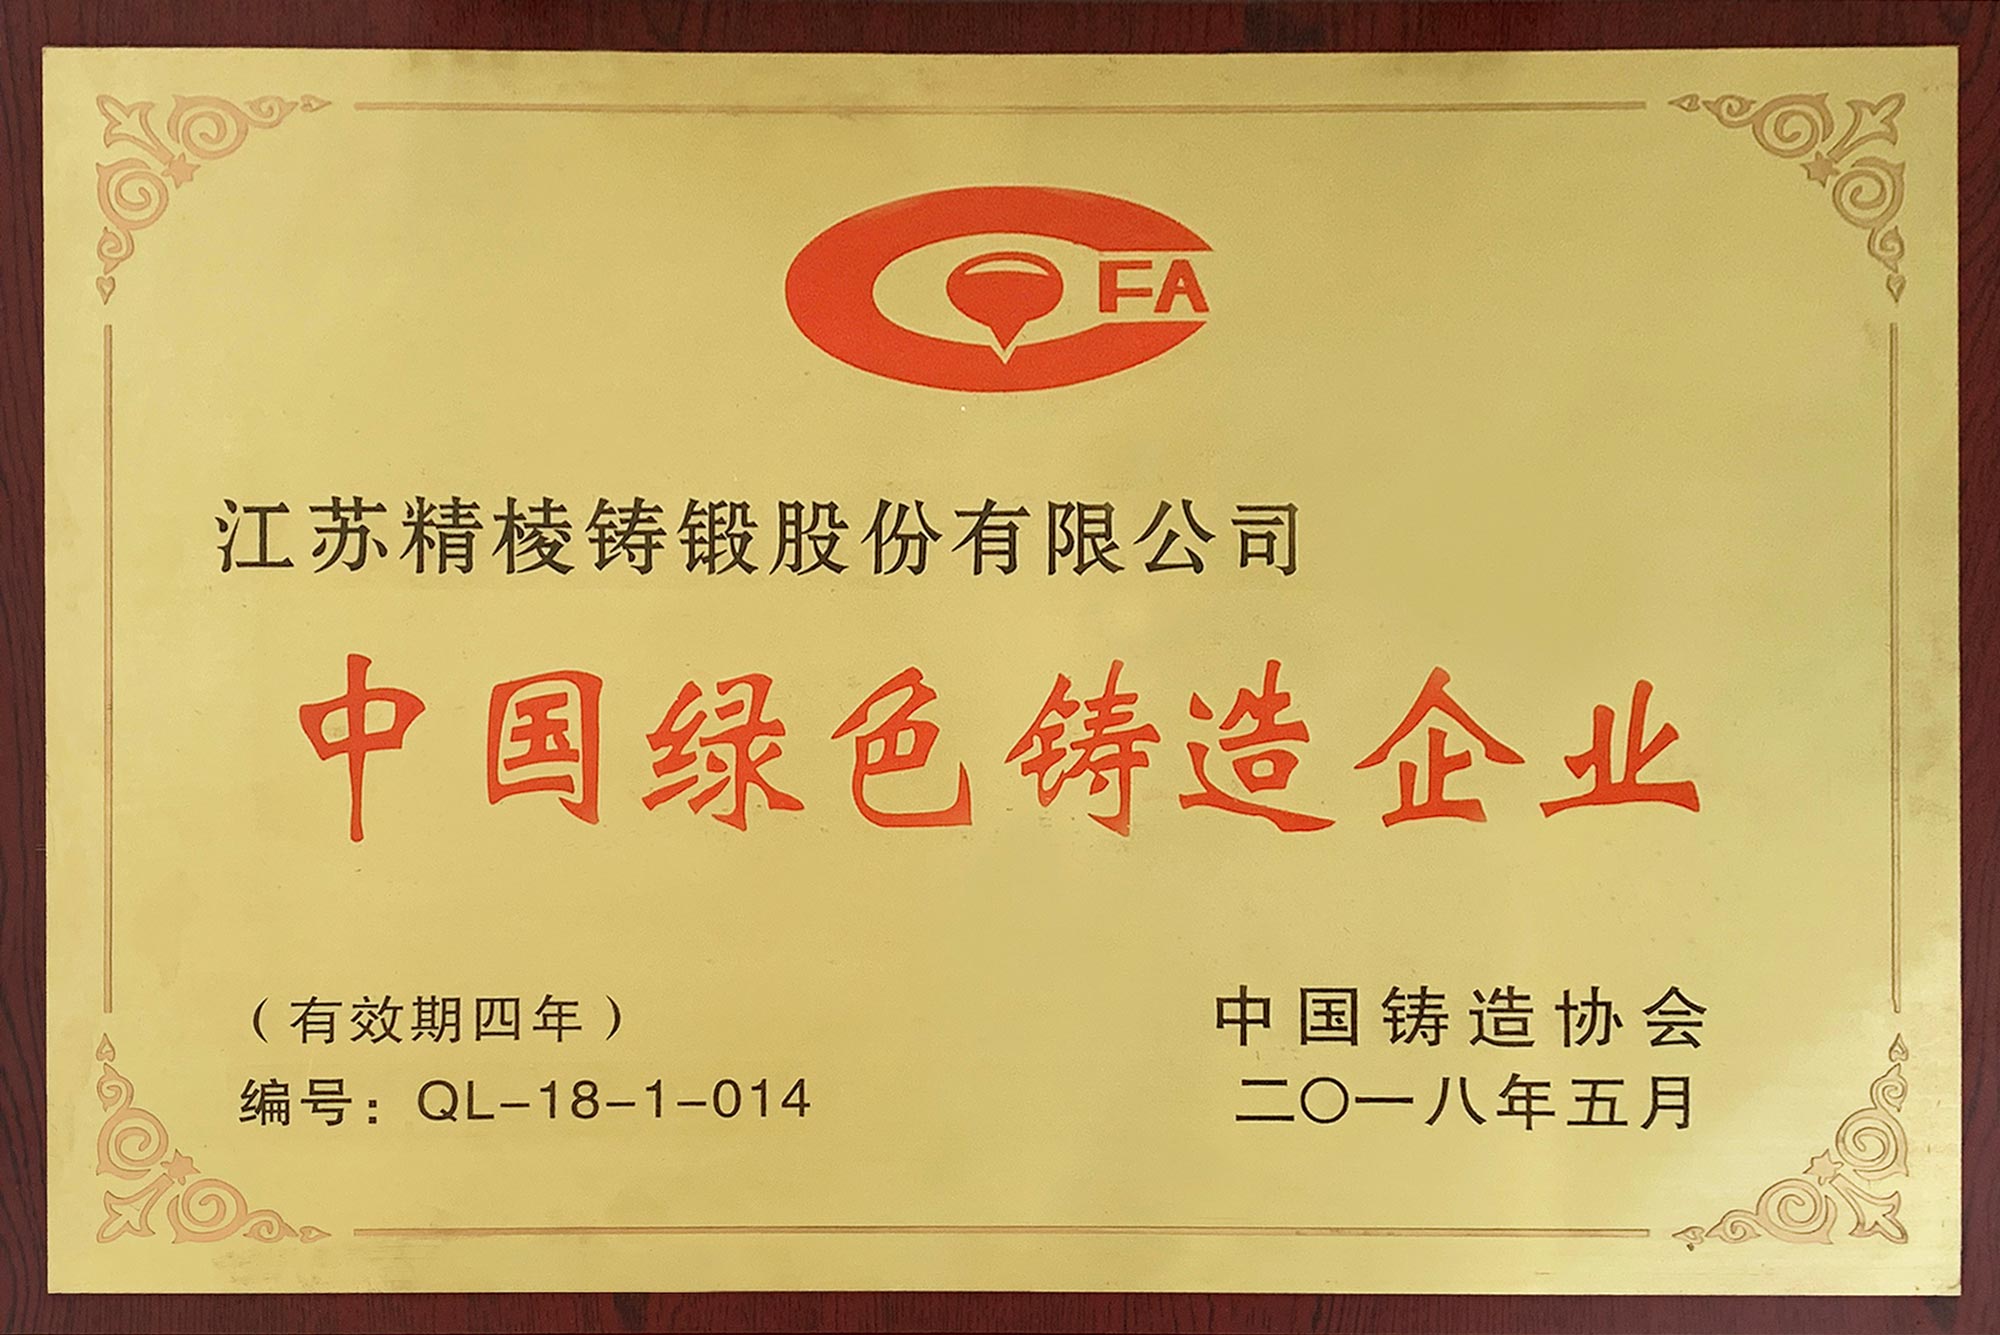 FA
江苏精棱铸锻股份有限公司
中国绿色铸造企业
（有效期四年）
编号：QL-18-1-014
中国铸造协会
二〇一八年五月